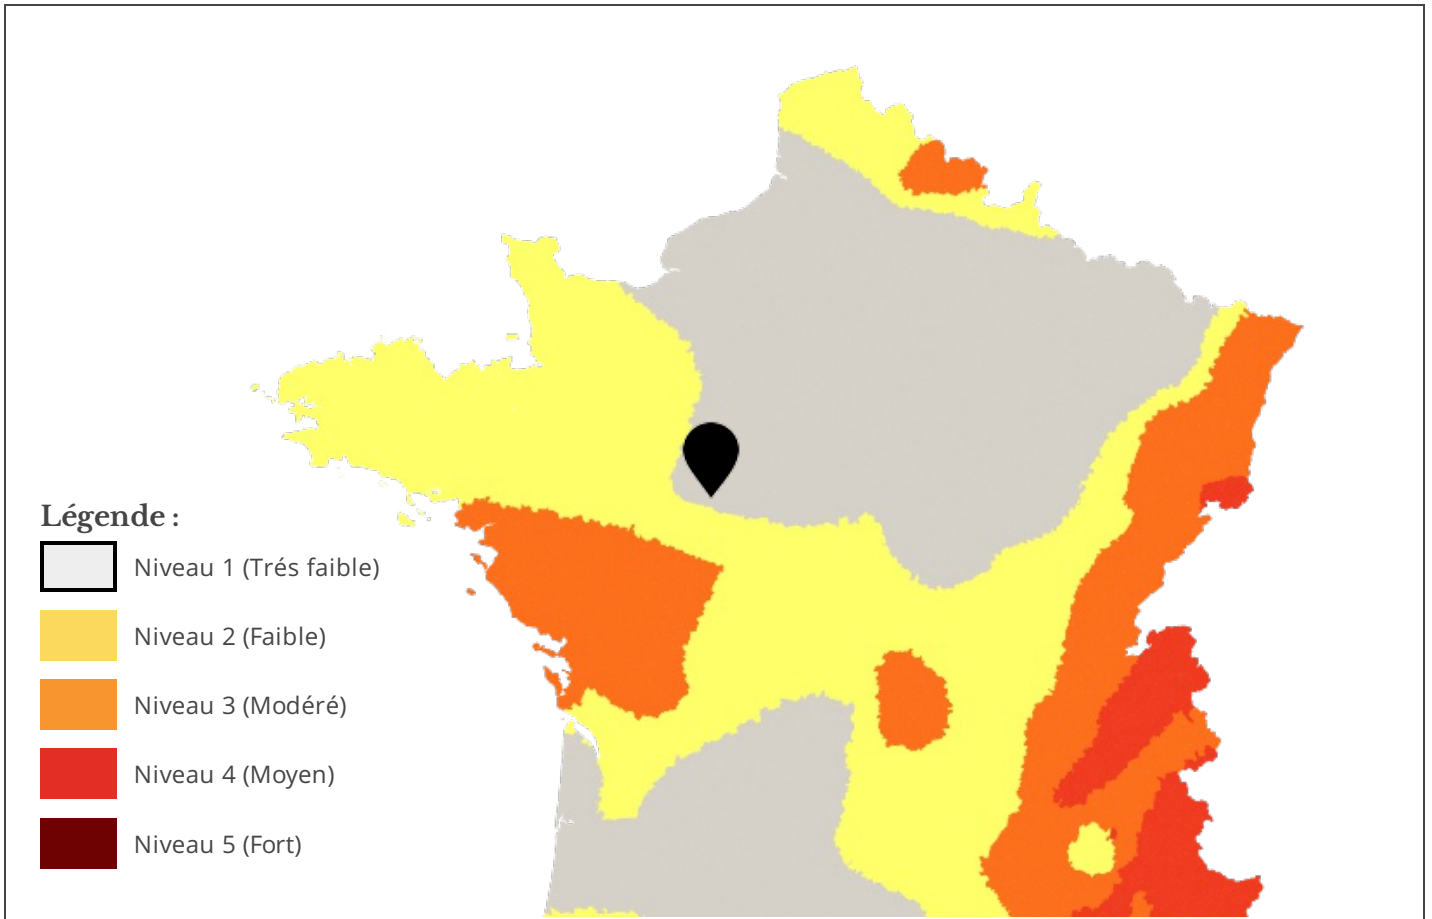 Légende :
Niveau 1 (Trés faible)
Niveau 2 (Faible)
Niveau 3 (Modéré)
Niveau 4 (Moyen)
Niveau 5 (Fort)